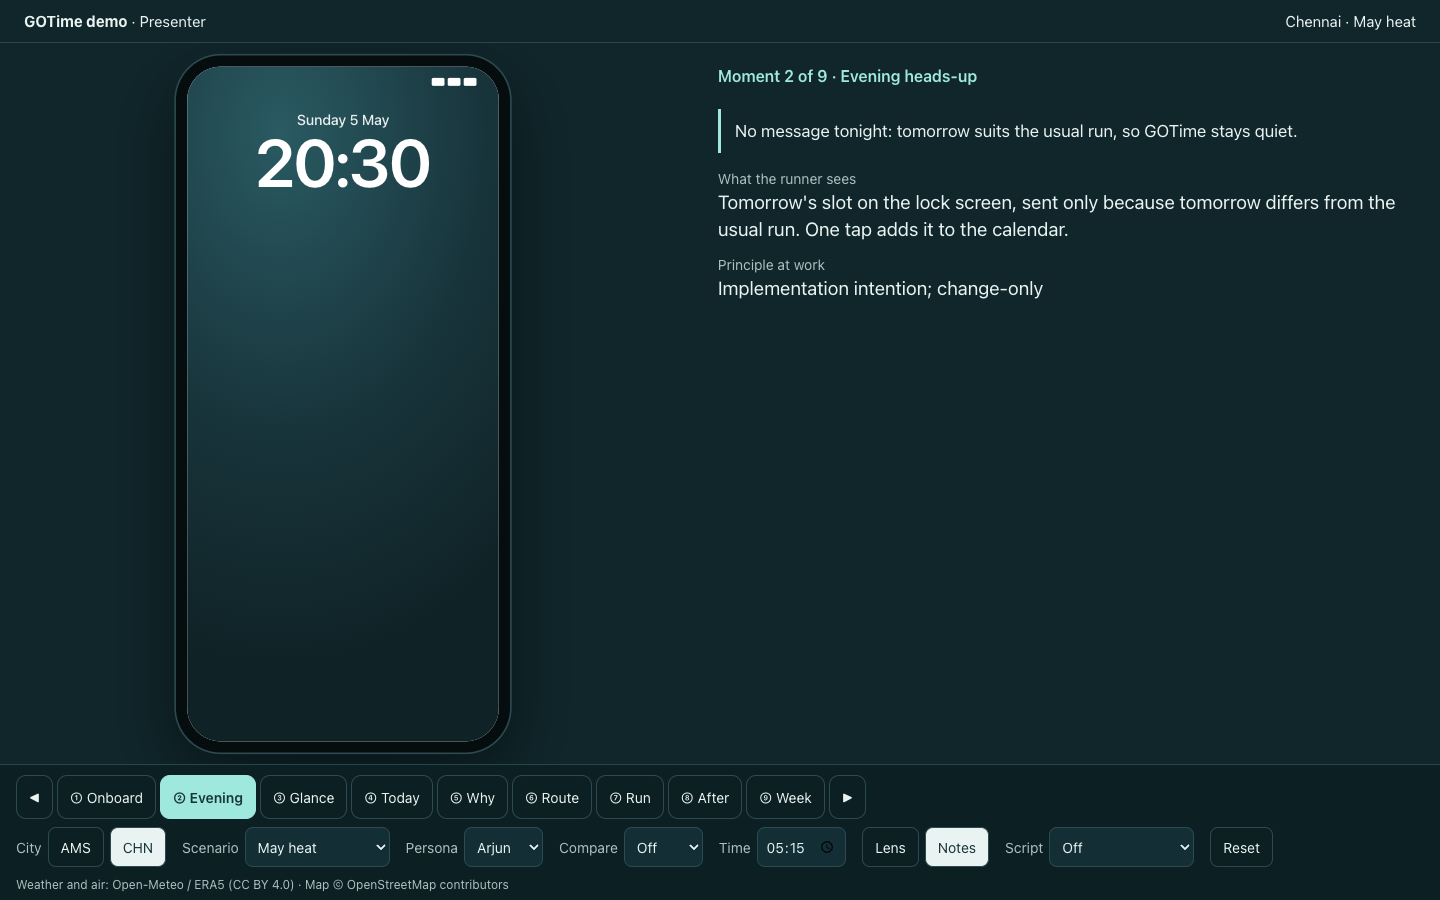 GOTime demo · Presenter
Chennai · May heat
Sunday 5 May
20:30
Moment 2 of 9 · Evening heads-up
No message tonight: tomorrow suits the usual run, so GOTime stays quiet.
What the runner sees
Tomorrow's slot on the lock screen, sent only because tomorrow differs from the
usual run. One tap adds it to the calendar.
Principle at work
Implementation intention; change-only
◀ ① Onboard ② Evening ③ Glance ④ Today ⑤ Why ⑥ Route ⑦ Run ⑧ After ⑨ Week ▶
City AMS CHN Scenario May heat Persona Arjun Compare Off Time 05:15 Lens Notes Script Off Reset
Weather and air: Open-Meteo / ERA5 (CC BY 4.0) · Map © OpenStreetMap contributors